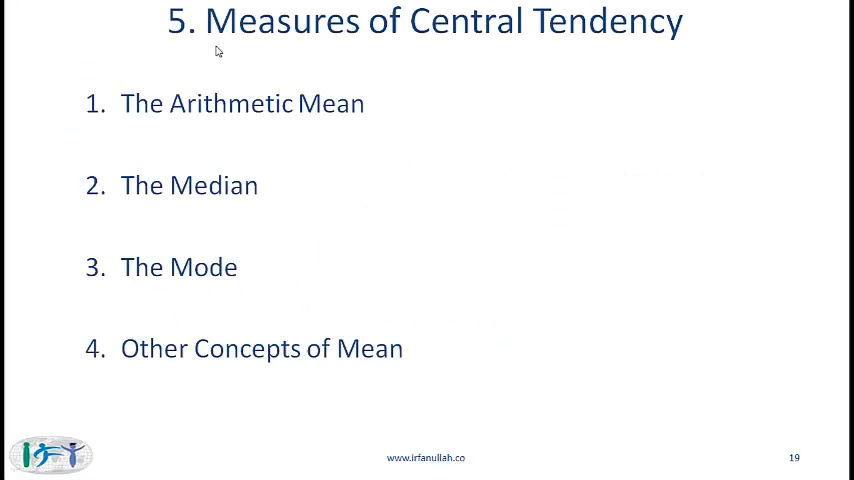 5. Measures of Central Tendency
1. The Arithmetic Mean
2. The Median
3. The Mode
4. Other Concepts of Mean
IFT
www.irfanullah.co
19